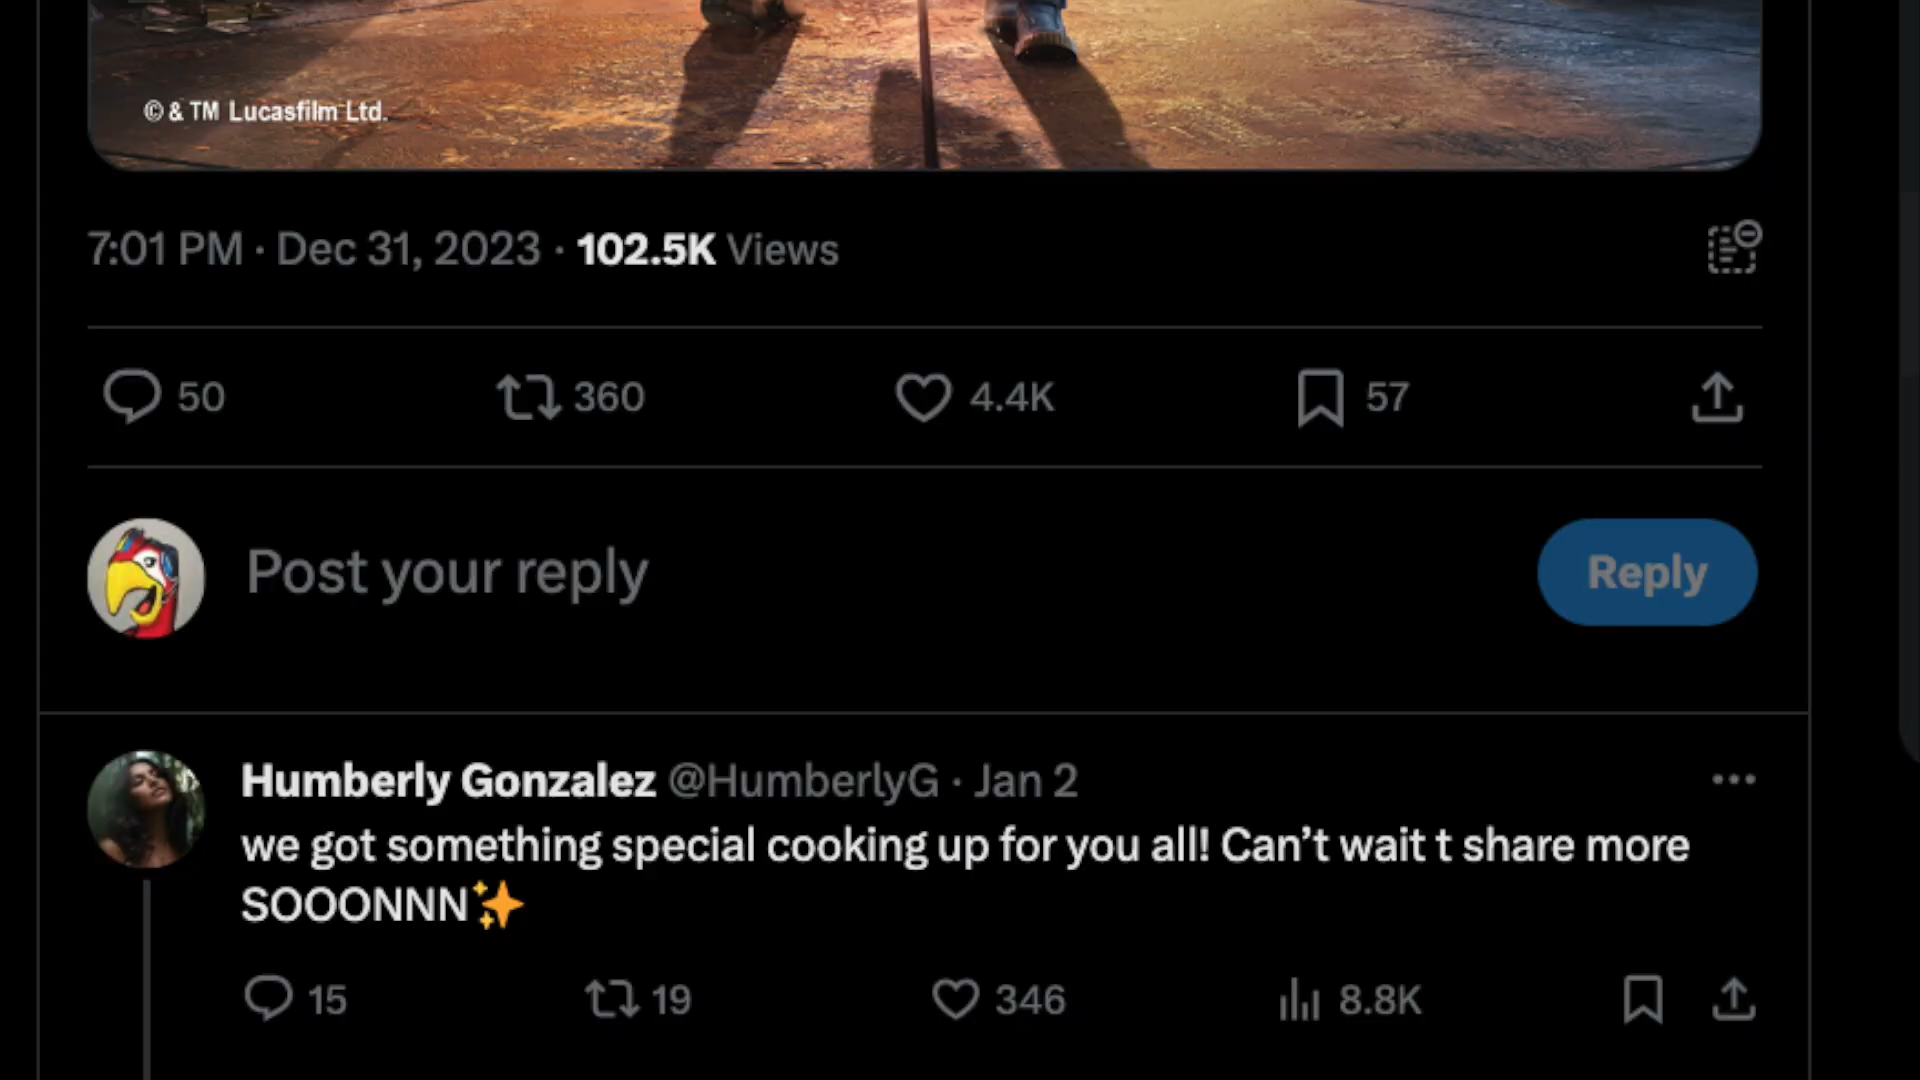 © & TM Lucasfilm Ltd.
7:01 PM · Dec 31, 2023 · 102.5K Views
50 360 4.4K 57
Post your reply Reply
Humberly Gonzalez @HumberlyG · Jan 2
we got something special cooking up for you all! Can’t wait t share more
SOOONNN✨
15 19 346 8.8K